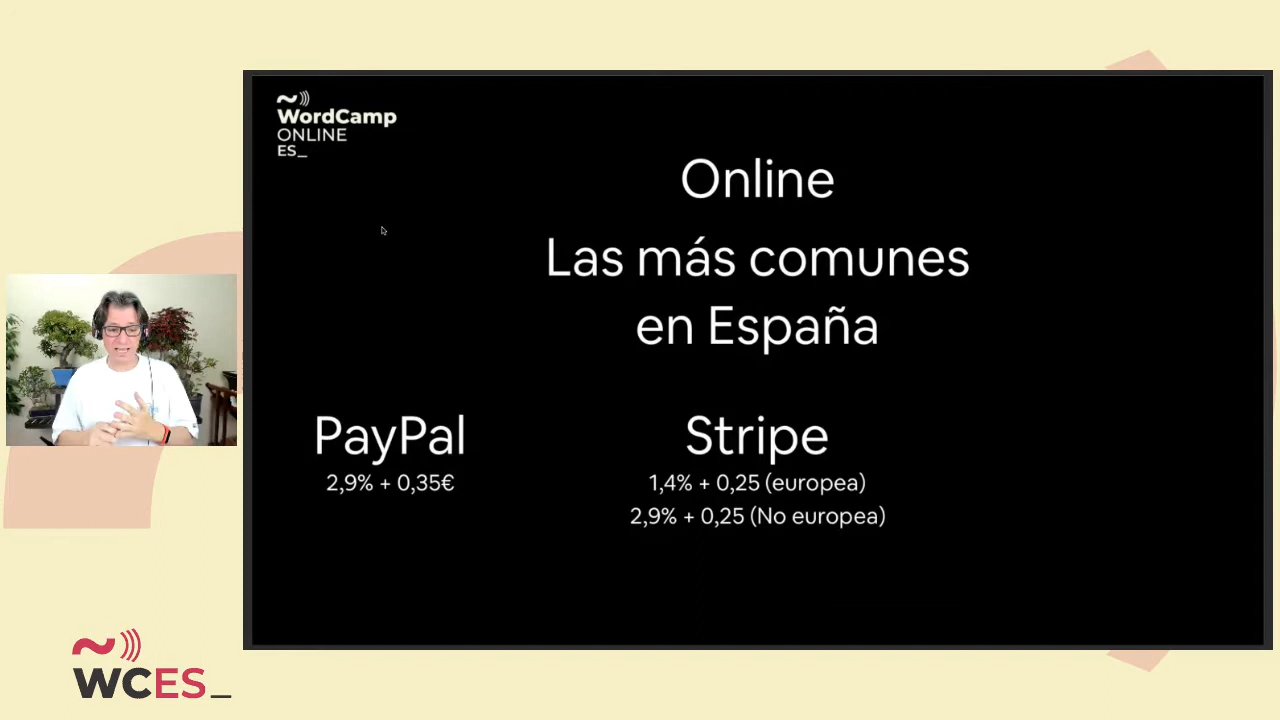 WordCamp
ONLINE
ES_
Online
Las más comunes
en España
PayPal
2,9% + 0,35€
Stripe
1,4% + 0,25 (europea)
2,9% + 0,25 (No europea)
WCES_